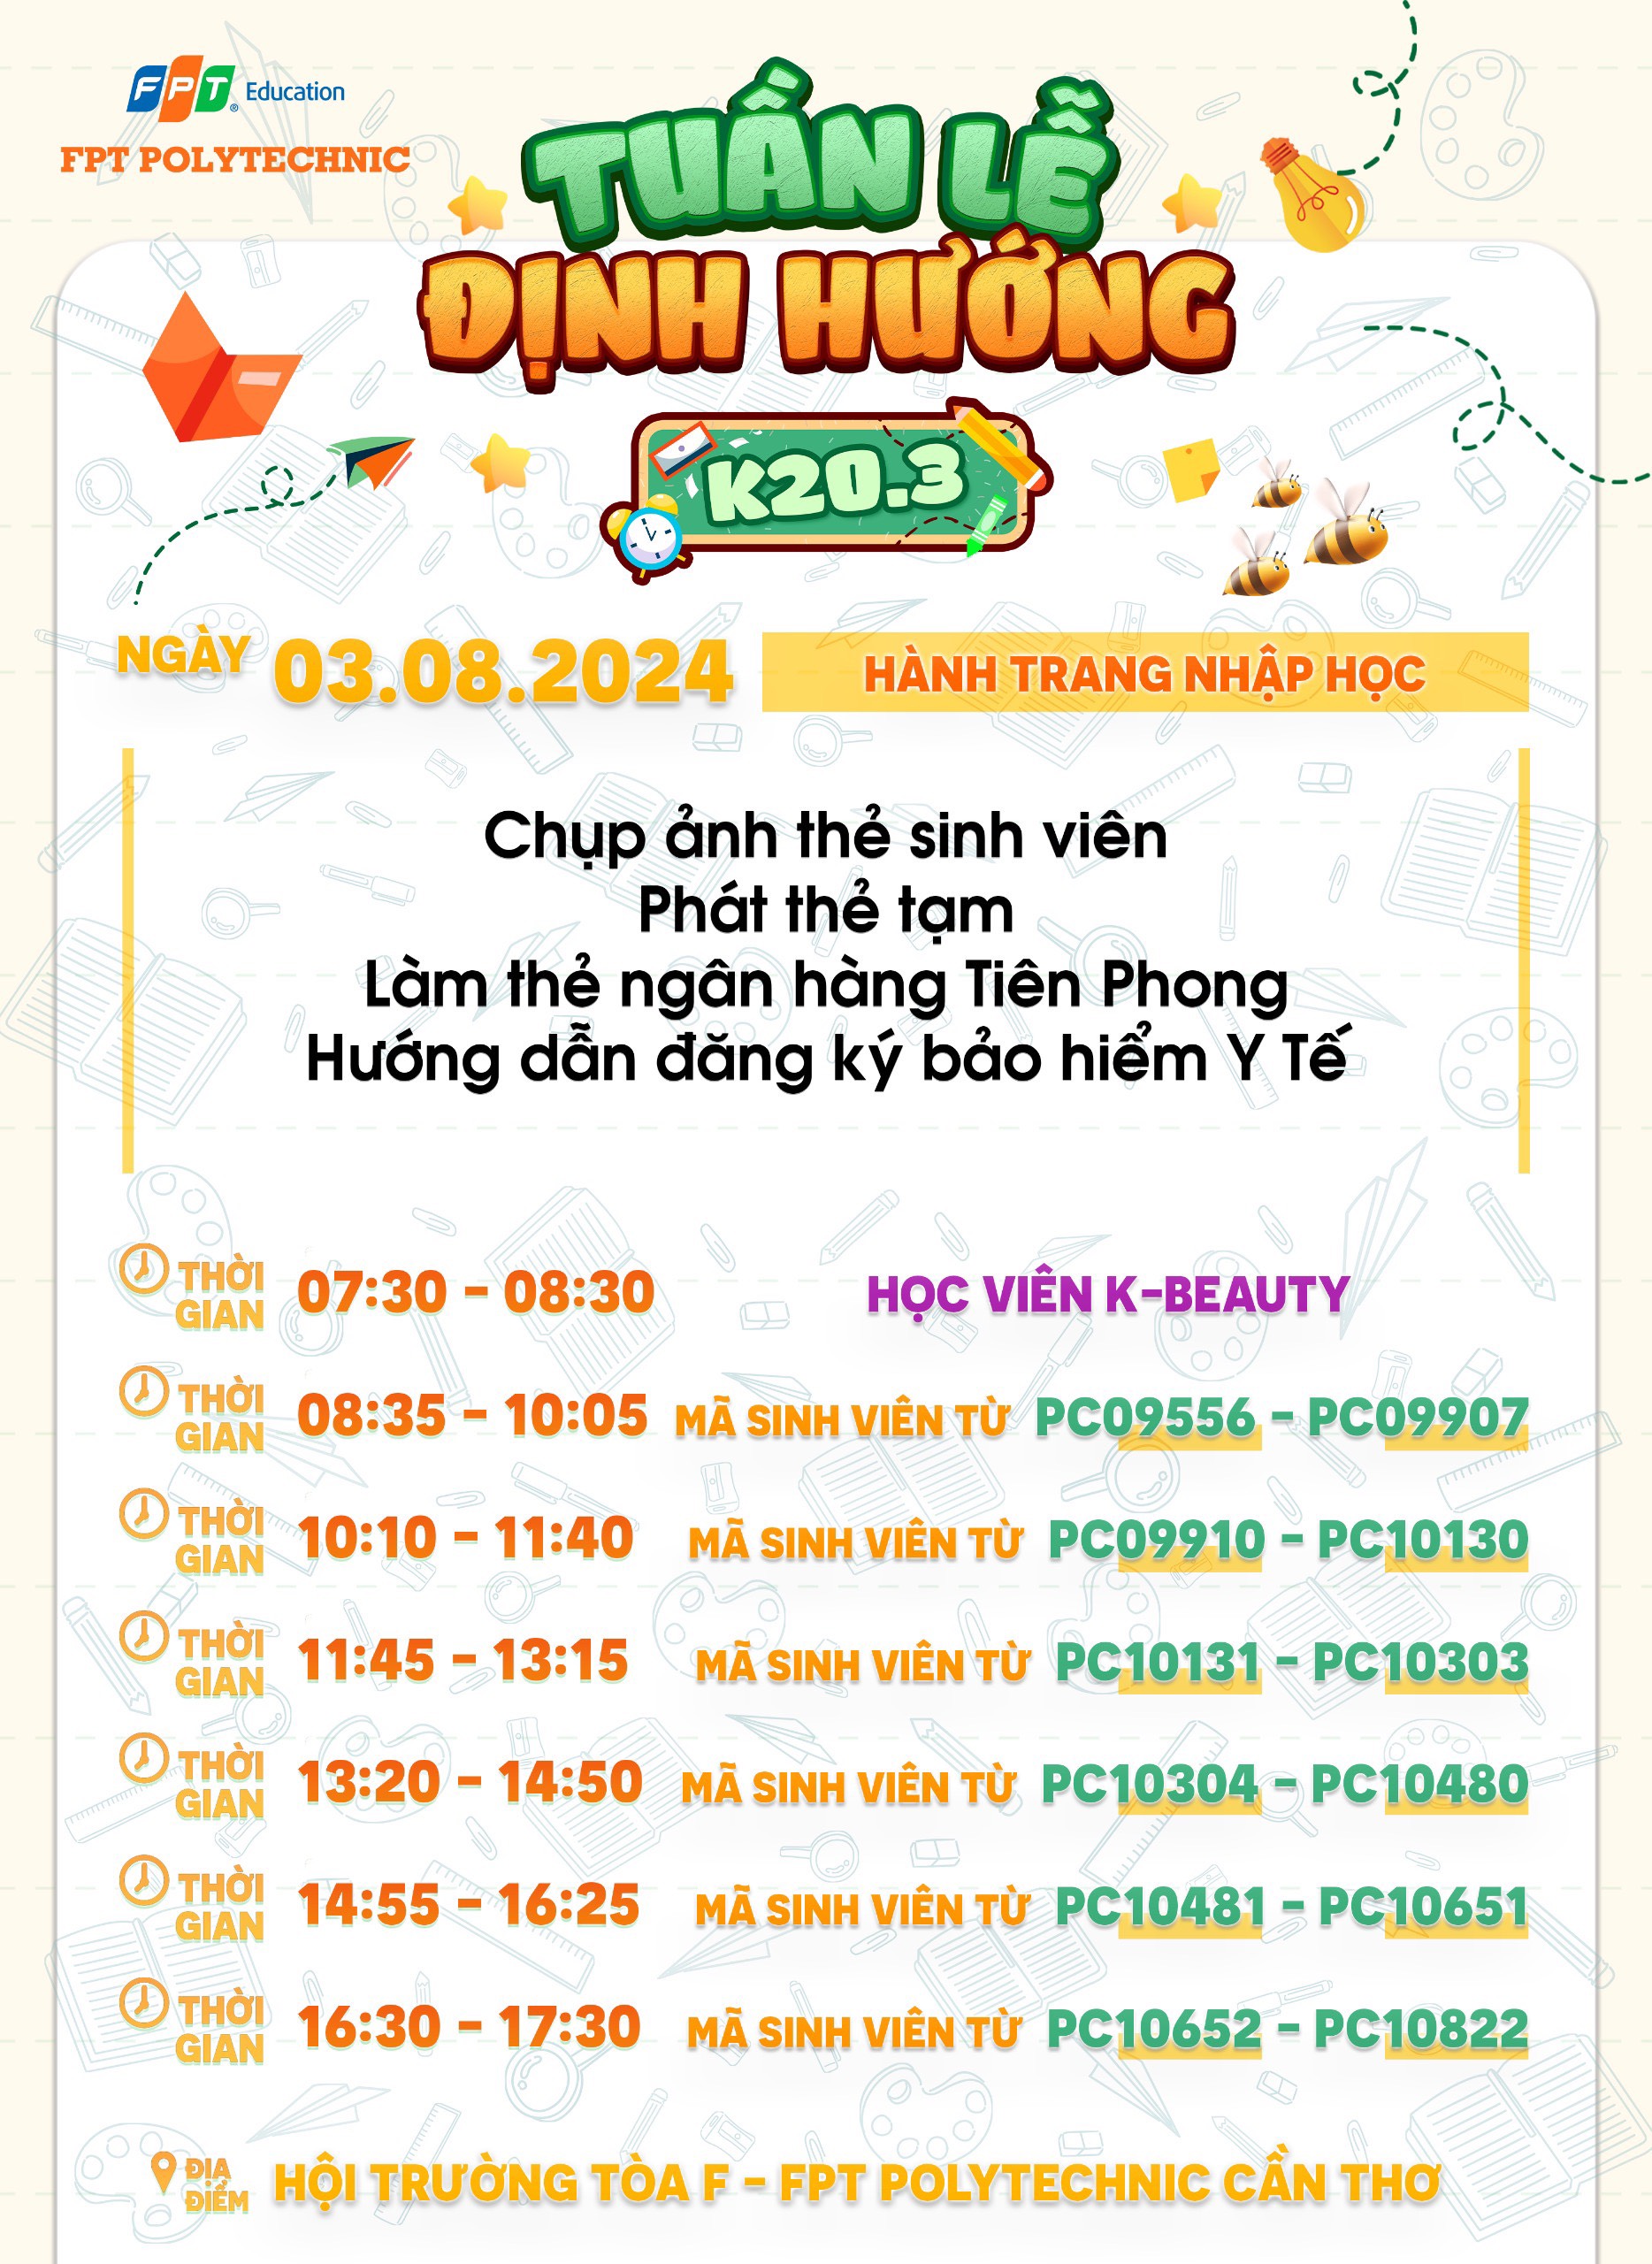 FPT Education
FPT POLYTECHNIC
TUẦN LỄ
ĐỊNH HƯỚNG
K20.3
NGÀY 03.08.2024 HÀNH TRANG NHẬP HỌC
Chụp ảnh thẻ sinh viên
Phát thẻ tạm
Làm thẻ ngân hàng Tiên Phong
Hướng dẫn đăng ký bảo hiểm Y Tế
THỜI GIAN 07:30 - 08:30 HỌC VIÊN K-BEAUTY
THỜI GIAN 08:35 - 10:05 MÃ SINH VIÊN TỪ PC09556 - PC09907
THỜI GIAN 10:10 - 11:40 MÃ SINH VIÊN TỪ PC09910 - PC10130
THỜI GIAN 11:45 - 13:15 MÃ SINH VIÊN TỪ PC10131 - PC10303
THỜI GIAN 13:20 - 14:50 MÃ SINH VIÊN TỪ PC10304 - PC10480
THỜI GIAN 14:55 - 16:25 MÃ SINH VIÊN TỪ PC10481 - PC10651
THỜI GIAN 16:30 - 17:30 MÃ SINH VIÊN TỪ PC10652 - PC10822
ĐỊA ĐIỂM HỘI TRƯỜNG TÒA F - FPT POLYTECHNIC CẦN THƠ